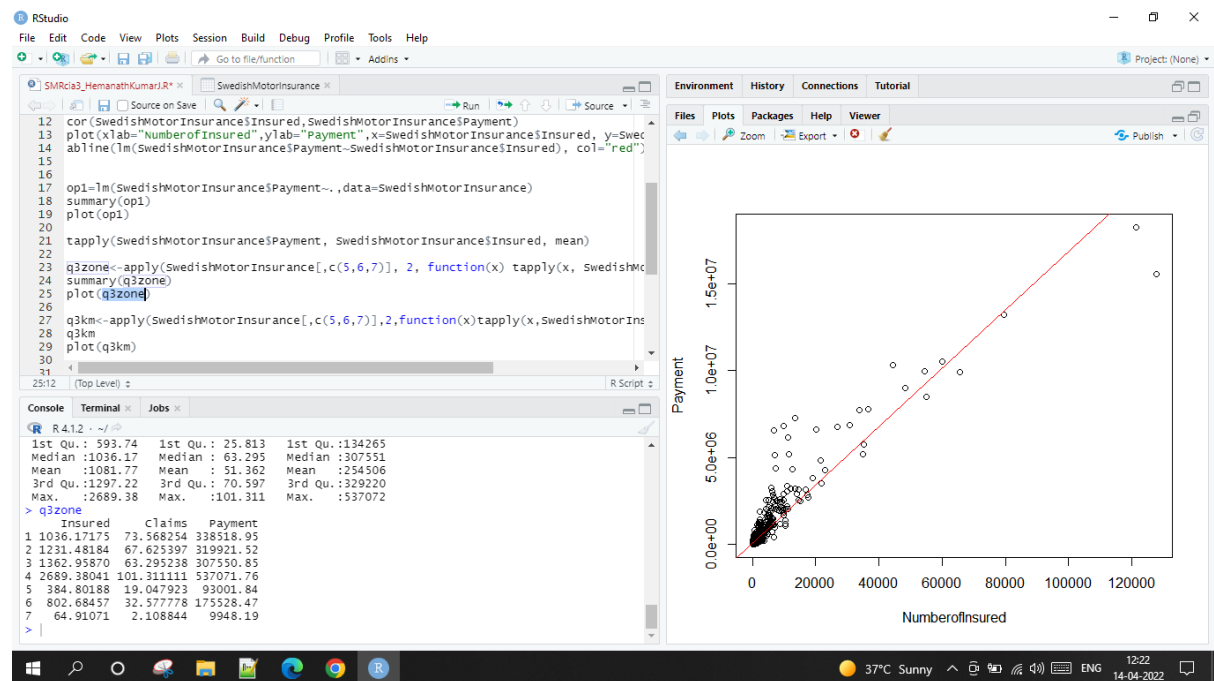 RStudio
File Edit Code View Plots Session Build Debug Profile Tools Help
Go to file/function Addins Project: (None)
SMRcia3_HemanathKumarJ.R* SwedishMotorInsurance
Source on Save Run Source
12 cor(SwedishMotorInsurance$Insured,SwedishMotorInsurance$Payment)
13 plot(xlab="NumberofInsured",ylab="Payment",x=SwedishMotorInsurance$Insured, y=Swed
14 abline(lm(SwedishMotorInsurance$Payment~SwedishMotorInsurance$Insured), col="red")
15
16
17 op1=lm(SwedishMotorInsurance$Payment~.,data=SwedishMotorInsurance)
18 summary(op1)
19 plot(op1)
20
21 tapply(SwedishMotorInsurance$Payment, SwedishMotorInsurance$Insured, mean)
22
23 q3zone<-apply(SwedishMotorInsurance[,c(5,6,7)], 2, function(x) tapply(x, SwedishMo
24 summary(q3zone)
25 plot(q3zone)
26
27 q3km<-apply(SwedishMotorInsurance[,c(5,6,7)],2,function(x)tapply(x,SwedishMotorIns
28 q3km
29 plot(q3km)
30
31
25:12 (Top Level) R Script
Console Terminal Jobs
R 4.1.2 · ~/
1st Qu.: 593.74 1st Qu.: 25.813 1st Qu.:134265
Median :1036.17 Median : 63.295 Median :307551
Mean :1081.77 Mean : 51.362 Mean :254506
3rd Qu.:1297.22 3rd Qu.: 70.597 3rd Qu.:329220
Max. :2689.38 Max. :101.311 Max. :537072
> q3zone
Insured Claims Payment
1 1036.17175 73.568254 338518.95
2 1231.48184 67.625397 319921.52
3 1362.95870 63.295238 307550.85
4 2689.38041 101.311111 537071.76
5 384.80188 19.047923 93001.84
6 802.68457 32.577778 175528.47
7 64.91071 2.108844 9948.19
>
Environment History Connections Tutorial
Files Plots Packages Help Viewer
Zoom Export Publish
Payment
0.0e+00 5.0e+06 1.0e+07 1.5e+07
0 20000 40000 60000 80000 100000 120000
NumberofInsured
37°C Sunny ENG 12:22
14-04-2022